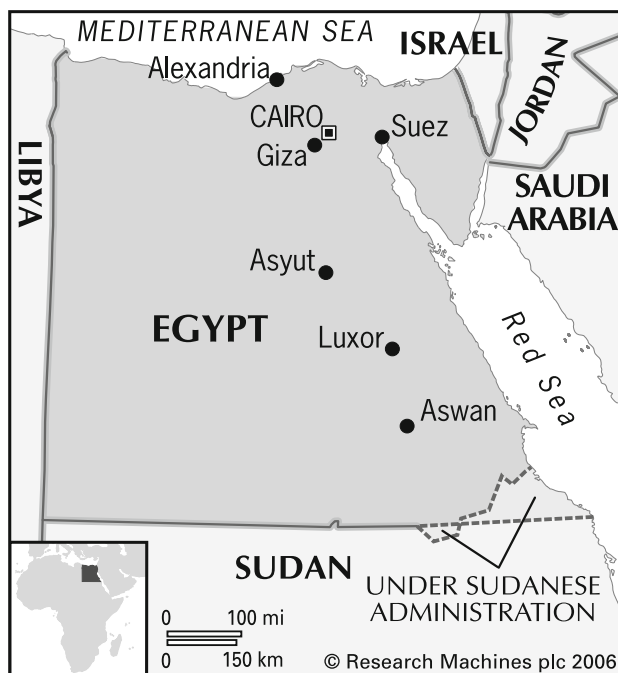 MEDITERRANEAN SEA
ISRAEL
JORDAN
Alexandria
CAIRO
Suez
Giza
LIBYA
SAUDI
ARABIA
Asyut
EGYPT
Luxor
Red Sea
Aswan
SUDAN
UNDER SUDANESE
ADMINISTRATION
0 100 mi
0 150 km
© Research Machines plc 2006